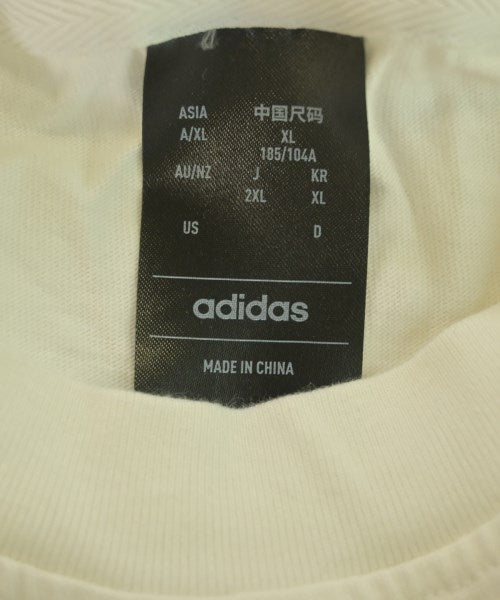 ASIA 中国尺码
A/XL XL
185/104A
AU/NZ J KR
2XL XL
US D
adidas
MADE IN CHINA